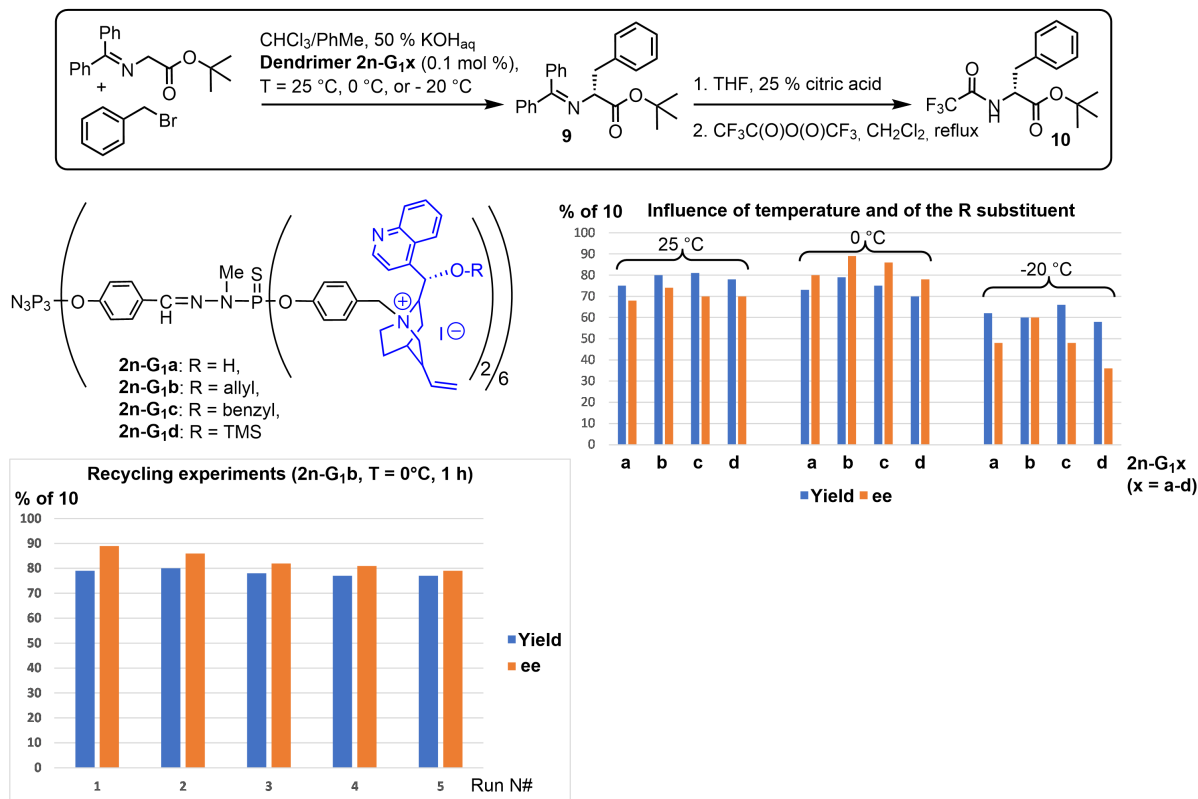 Ph
Ph
N
O
O
+
Br
CHCl3/PhMe, 50 % KOHaq
Dendrimer 2n-G1x (0.1 mol %),
T = 25 °C, 0 °C, or - 20 °C
Ph
Ph
N
O
O
9
1. THF, 25 % citric acid
2. CF3C(O)O(O)CF3, CH2Cl2, reflux
O
F3C
N
H
O
O
10
N3P3
O
N
H
Me
N
S
P
O
N
O-R
+
N
I
2
6
2n-G1a: R = H,
2n-G1b: R = allyl,
2n-G1c: R = benzyl,
2n-G1d: R = TMS
% of 10 Influence of temperature and of the R substituent
100
90
80
70
60
50
40
30
20
10
0
25 °C
0 °C
-20 °C
a b c d a b c d a b c d
2n-G1x
(x = a-d)
Yield ee
Recycling experiments (2n-G1b, T = 0°C, 1 h)
% of 10
100
90
80
70
60
50
40
30
20
10
0
1 2 3 4 5 Run N#
Yield
ee